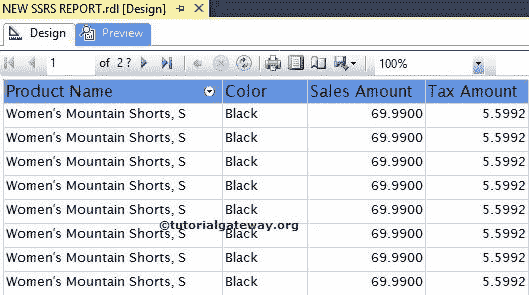 NEW SSRS REPORT.rdl [Design]
Design Preview
1 of 2 ? 100%
Product Name Color Sales Amount Tax Amount
Women's Mountain Shorts, S Black 69.9900 5.5992
Women's Mountain Shorts, S Black 69.9900 5.5992
Women's Mountain Shorts, S Black 69.9900 5.5992
Women's Mountain Shorts, S Black 69.9900 5.5992
Women's Mountain Shorts, S Black 69.9900 5.5992
©tutorialgateway.org
Women's Mountain Shorts, S Black 69.9900 5.5992
Women's Mountain Shorts, S Black 69.9900 5.5992
Women's Mountain Shorts, S Black 69.9900 5.5992